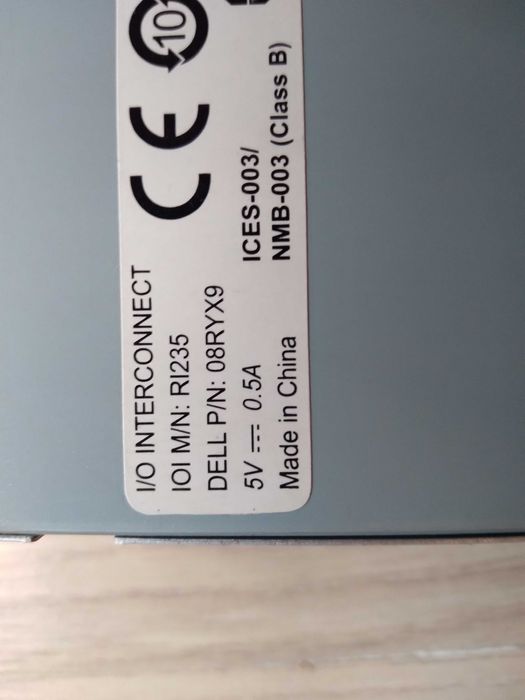 I/O INTERCONNECT
IOI M/N: RI235
DELL P/N: 08RYX9
5V ⎓ 0.5A
Made in China
ICES-003/
NMB-003 (Class B)
CE
10